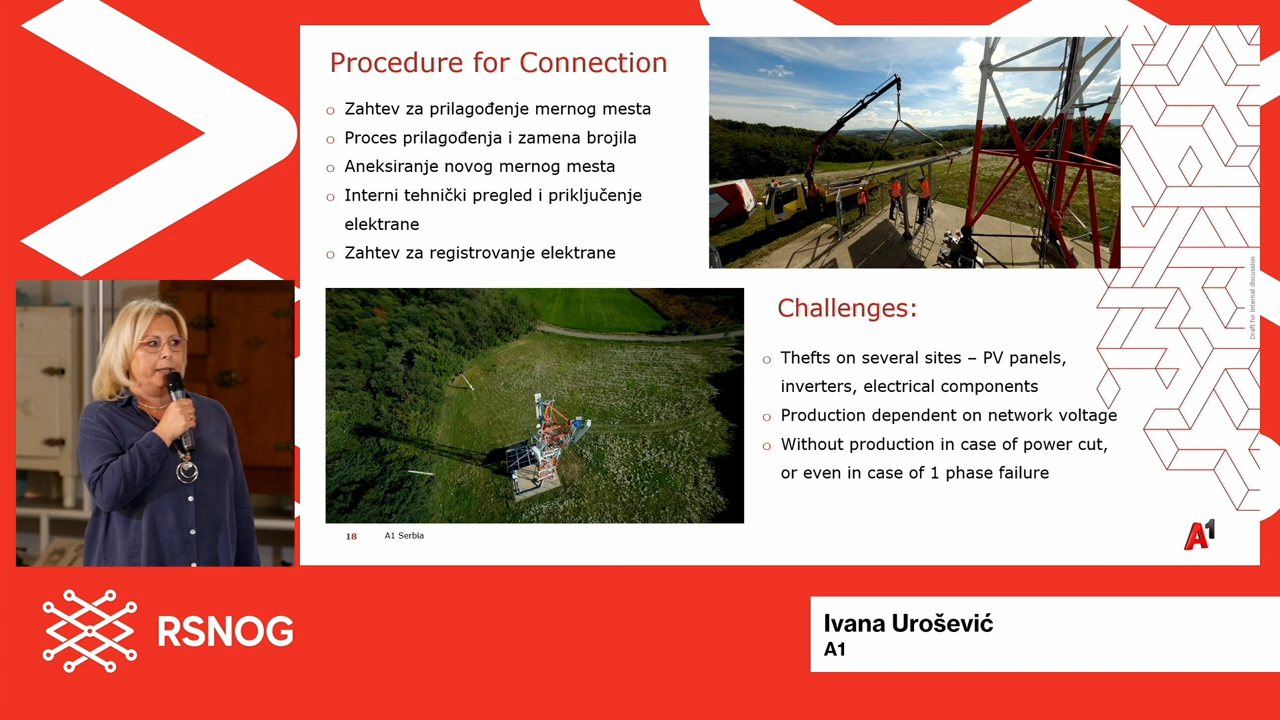 Procedure for Connection
Zahtev za prilagođenje mernog mesta
Proces prilagođenja i zamena brojila
Aneksiranje novog mernog mesta
Interni tehnički pregled i priključenje
elektrane
Zahtev za registrovanje elektrane
Challenges:
Thefts on several sites – PV panels,
inverters, electrical components
Production dependent on network voltage
Without production in case of power cut,
or even in case of 1 phase failure
Draft for internal discussion
18
A1 Serbia
A1
RSNOG
Ivana Urošević
A1